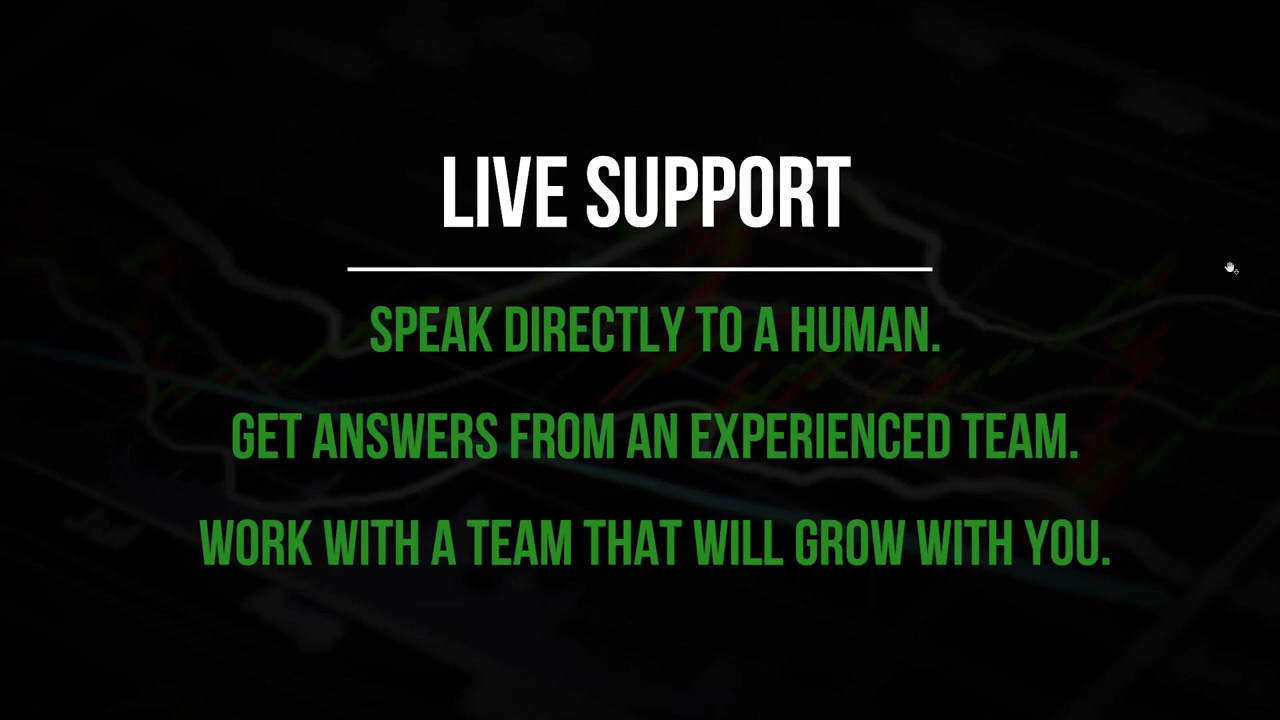 LIVE SUPPORT
SPEAK DIRECTLY TO A HUMAN.
GET ANSWERS FROM AN EXPERIENCED TEAM.
WORK WITH A TEAM THAT WILL GROW WITH YOU.